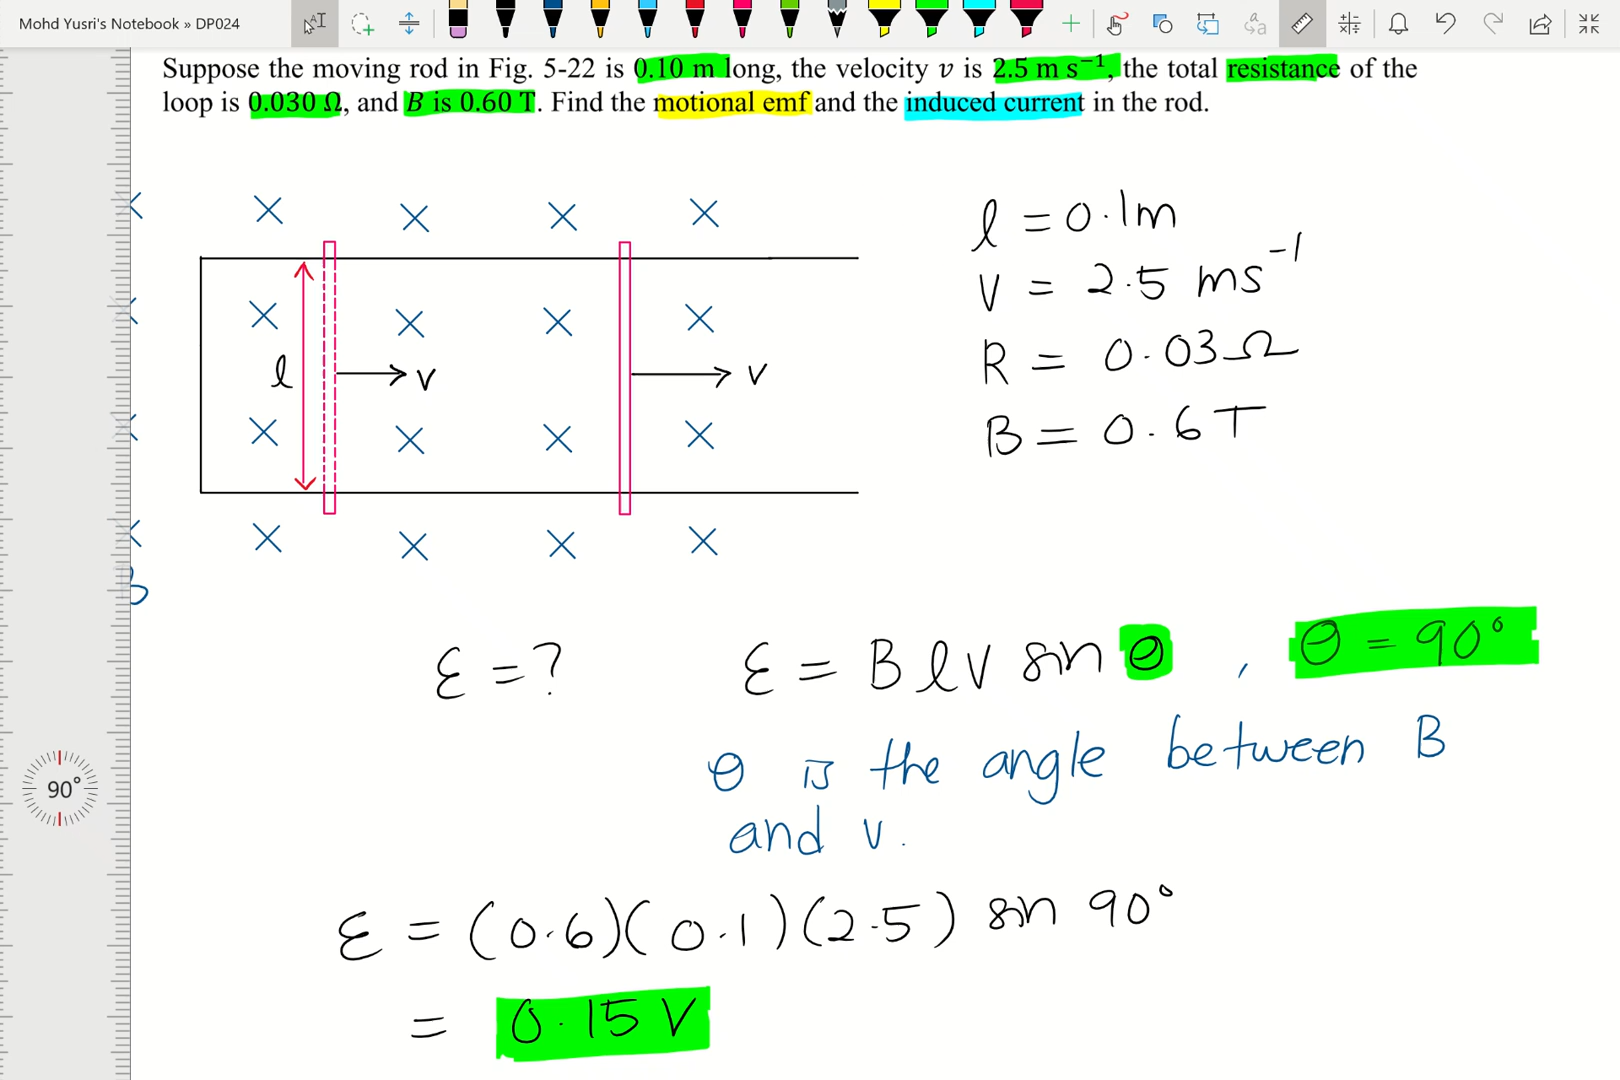 Mohd Yusri's Notebook » DP024
Suppose the moving rod in Fig. 5-22 is 0.10 m long, the velocity v is 2.5 m s⁻¹, the total resistance of the
loop is 0.030 Ω, and B is 0.60 T. Find the motional emf and the induced current in the rod.
l = 0.1m
V = 2.5 ms⁻¹
R = 0.03Ω
B = 0.6T
l
v
v
B
ε = ?
ε = B l v sin θ , θ = 90°
θ is the angle between B
and v.
ε = (0.6)(0.1)(2.5) sin 90°
= 0.15 V
90°